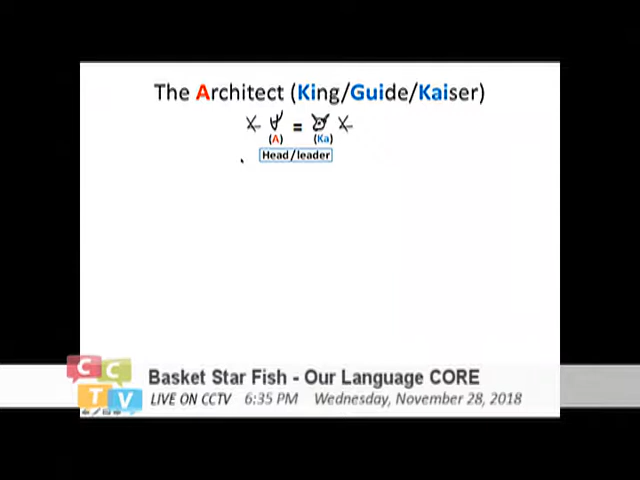 The Architect (King/Guide/Kaiser)
=
(A) (Ka)
Head/leader
CCTV
Basket Star Fish - Our Language CORE
LIVE ON CCTV 6:35 PM Wednesday, November 28, 2018